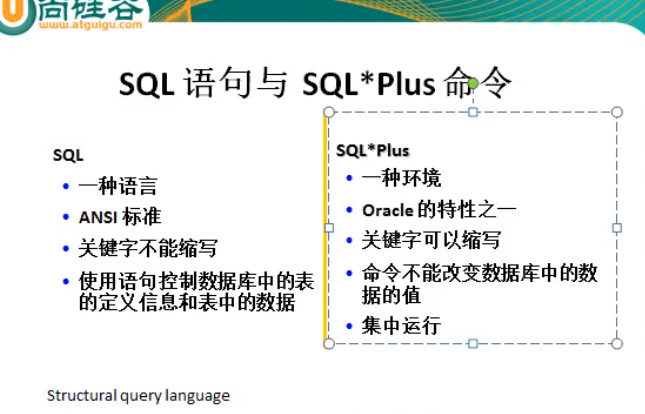 尚硅谷
www.atguigu.com
SQL 语句与 SQL*Plus 命令
SQL
• 一种语言
• ANSI 标准
• 关键字不能缩写
• 使用语句控制数据库中的表
的定义信息和表中的数据
SQL*Plus
• 一种环境
• Oracle 的特性之一
• 关键字可以缩写
• 命令不能改变数据库中的数
据的值
• 集中运行
Structural query language